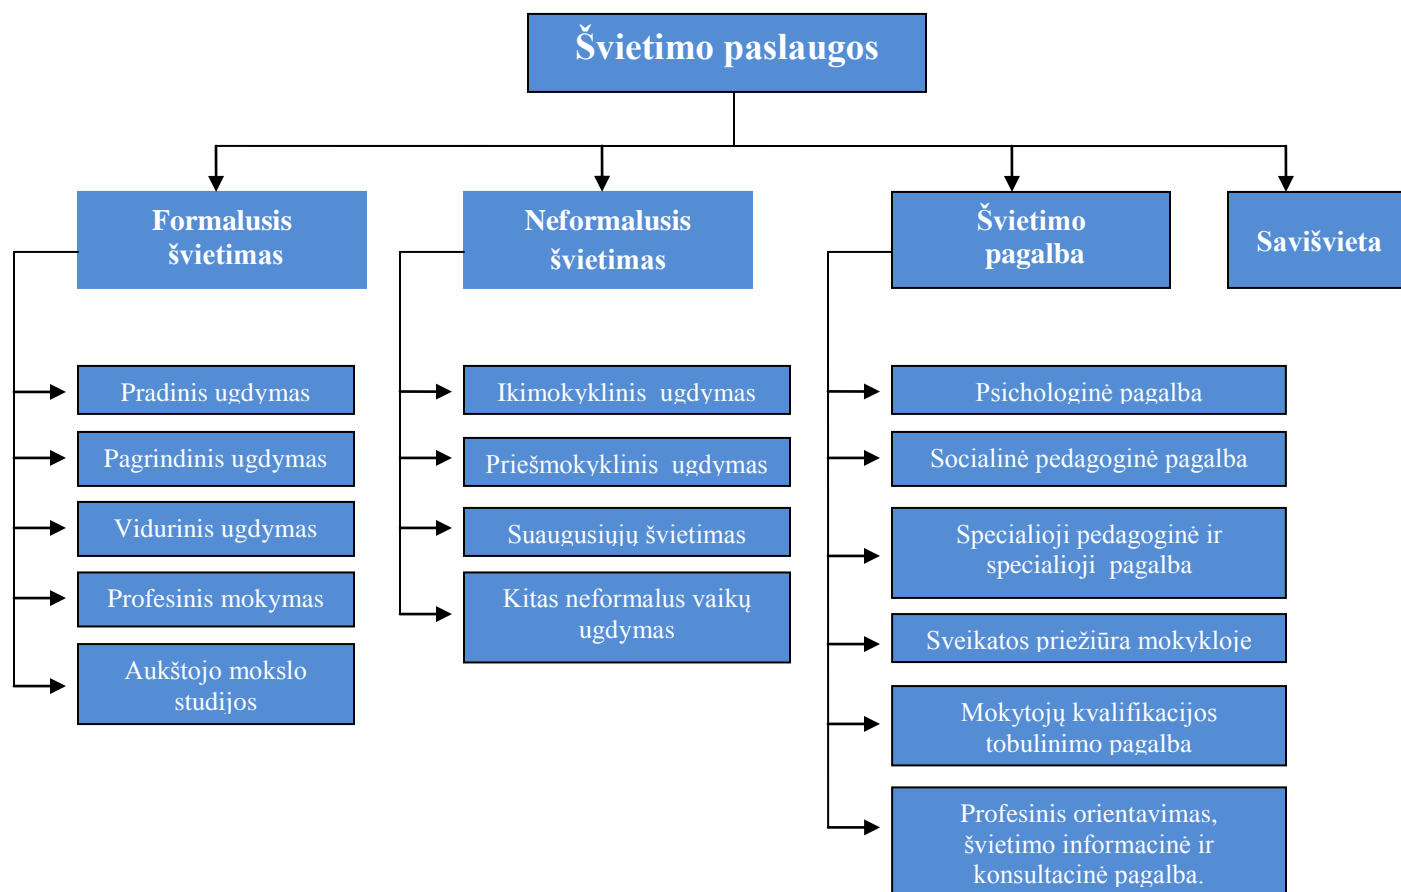 Švietimo paslaugos
Formalusis
švietimas
Neformalusis
švietimas
Švietimo
pagalba
Savišvieta
Pradinis ugdymas
Pagrindinis ugdymas
Vidurinis ugdymas
Profesinis mokymas
Aukštojo mokslo
studijos
Ikimokyklinis  ugdymas
Priešmokyklinis  ugdymas
Suaugusiųjų švietimas
Kitas neformalus vaikų
ugdymas
Psichologinė pagalba
Socialinė pedagoginė pagalba
Specialioji pedagoginė ir
specialioji  pagalba
Sveikatos priežiūra mokykloje
Mokytojų kvalifikacijos
tobulinimo pagalba
Profesinis orientavimas,
švietimo informacinė ir
konsultacinė pagalba.